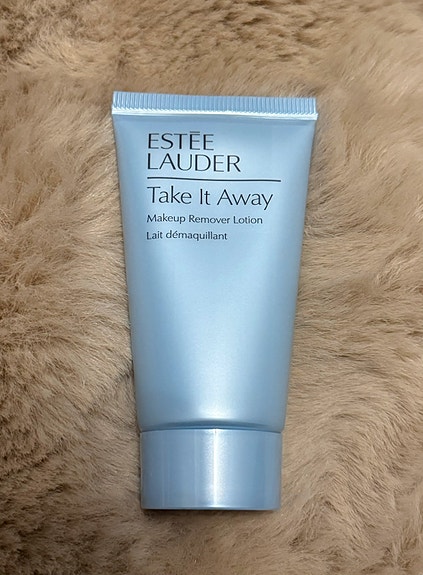 ESTĒE
LAUDER
Take It Away
Makeup Remover Lotion
Lait démaquillant